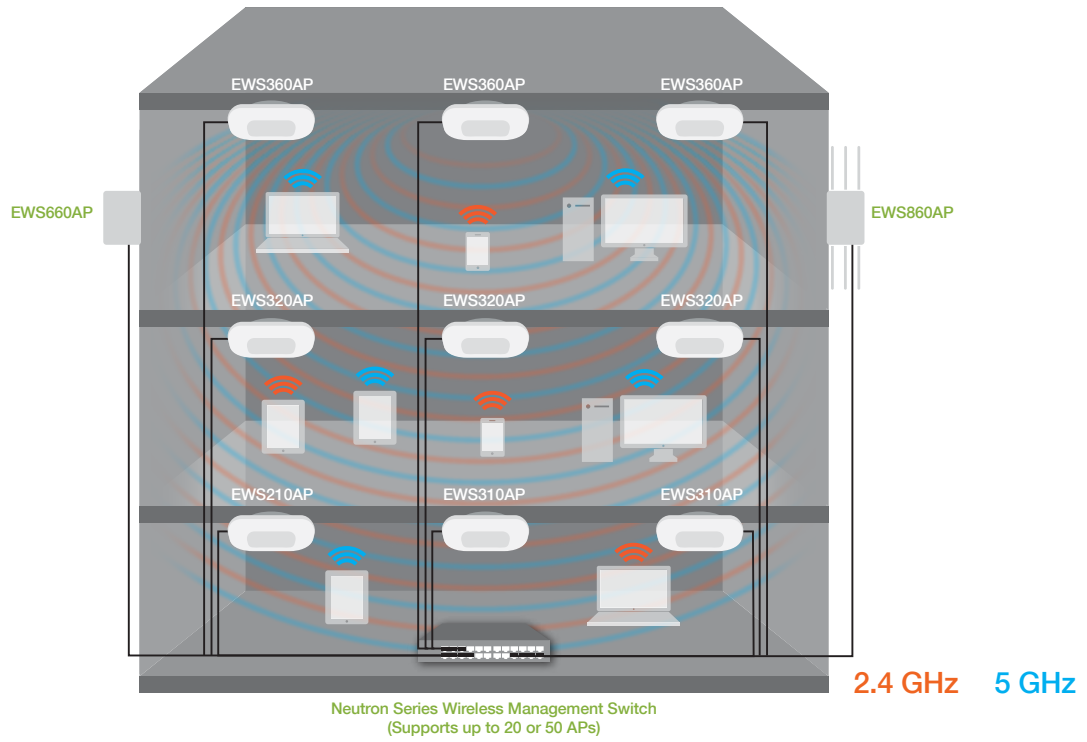 EWS360AP EWS360AP EWS360AP
EWS660AP EWS860AP
EWS320AP EWS320AP EWS320AP
EWS210AP EWS310AP EWS310AP
2.4 GHz 5 GHz
Neutron Series Wireless Management Switch
(Supports up to 20 or 50 APs)